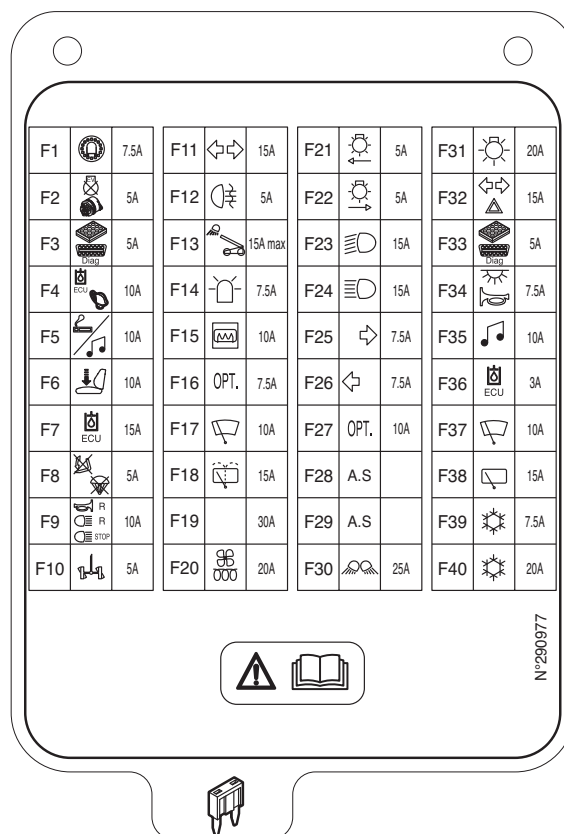 F1 7.5A F11 15A F21 5A F31 20A
F2 5A F12 5A F22 5A F32 15A
F3 Diag 5A F13 15A max F23 15A F33 Diag 5A
F4 ECU 10A F14 7.5A F24 15A F34 7.5A
F5 10A F15 10A F25 7.5A F35 10A
F6 10A F16 OPT. 7.5A F26 7.5A F36 ECU 3A
F7 ECU 15A F17 10A F27 OPT. 10A F37 10A
F8 5A F18 15A F28 A.S F38 15A
F9 R R STOP 10A F19 30A F29 A.S F39 7.5A
F10 5A F20 20A F30 25A F40 20A
N°290977